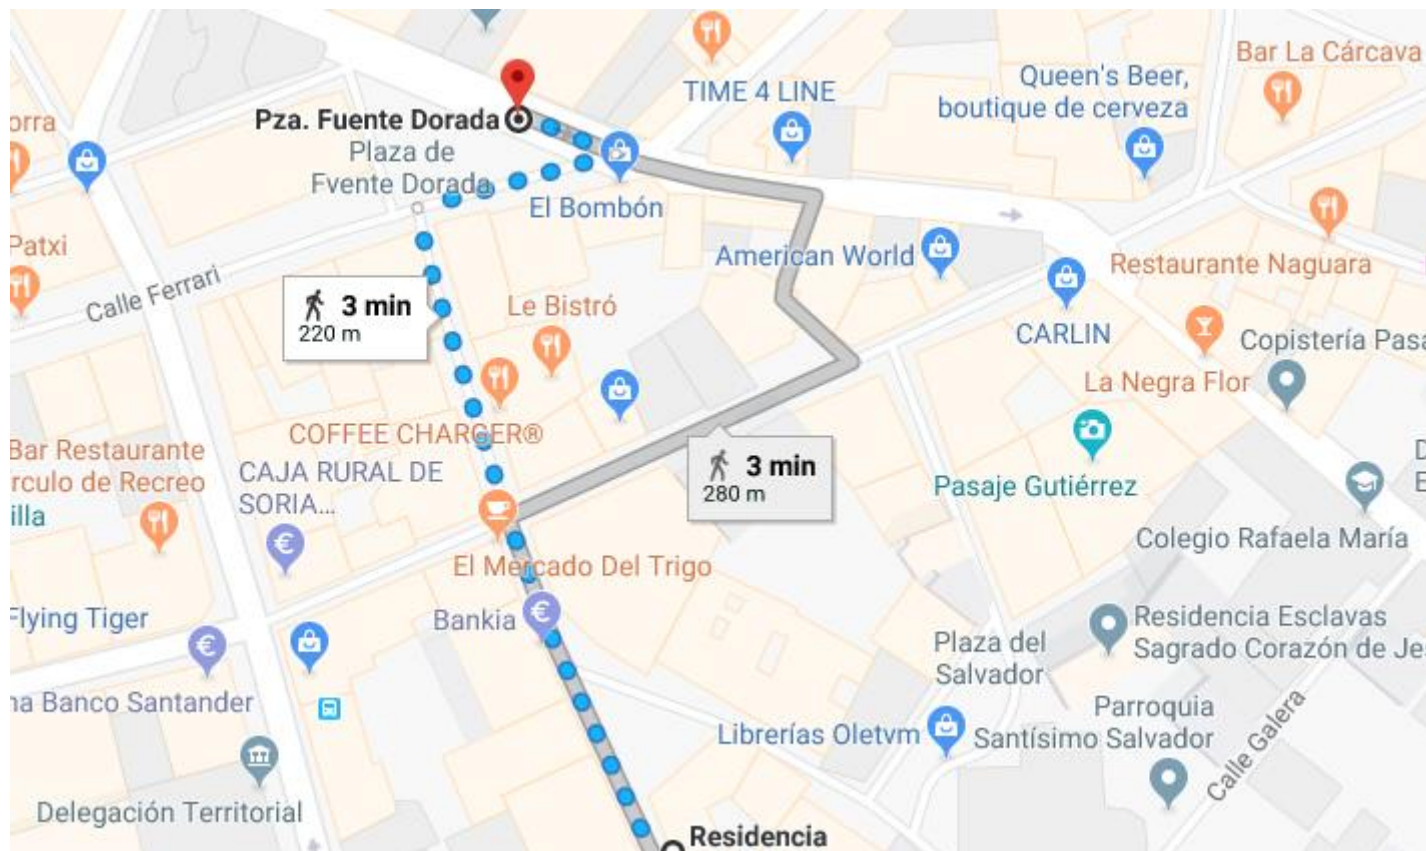 TIME 4 LINE
Bar La Cárcava
Queen's Beer,
boutique de cerveza
orra
Pza. Fuente Dorada
Plaza de
Fvente Dorada
El Bombón
Patxi
Calle Ferrari
American World
Restaurante Naguara
3 min
220 m
Le Bistró
CARLIN
Copistería Pasa
La Negra Flor
COFFEE CHARGER®
Bar Restaurante
rculo de Recreo
illa
CAJA RURAL DE
SORIA...
3 min
280 m
Pasaje Gutiérrez
Colegio Rafaela María
El Mercado Del Trigo
Flying Tiger
Bankia
Residencia Esclavas
Sagrado Corazón de Je
Plaza del
Salvador
na Banco Santander
Parroquia
Santísimo Salvador
Librerías Oletvm
Calle Galera
Delegación Territorial
Residencia